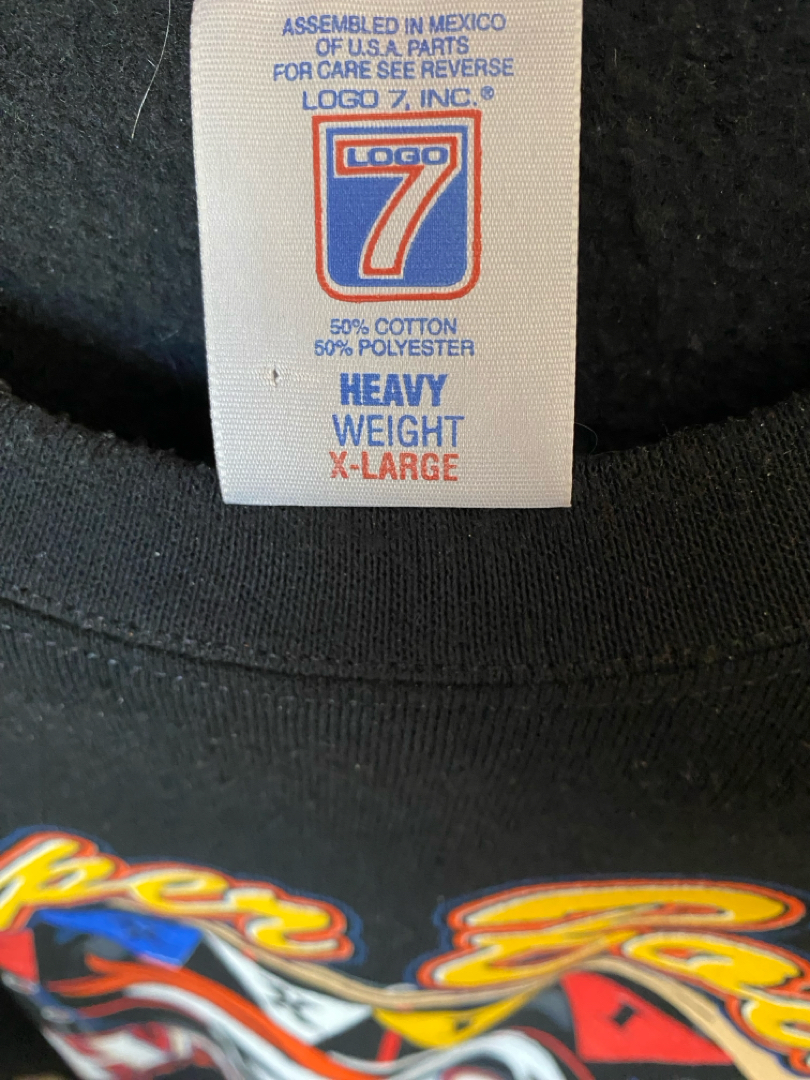 ASSEMBLED IN MEXICO
OF U.S.A. PARTS
FOR CARE SEE REVERSE
LOGO 7, INC.®
LOGO
7
50% COTTON
50% POLYESTER
HEAVY
WEIGHT
X-LARGE